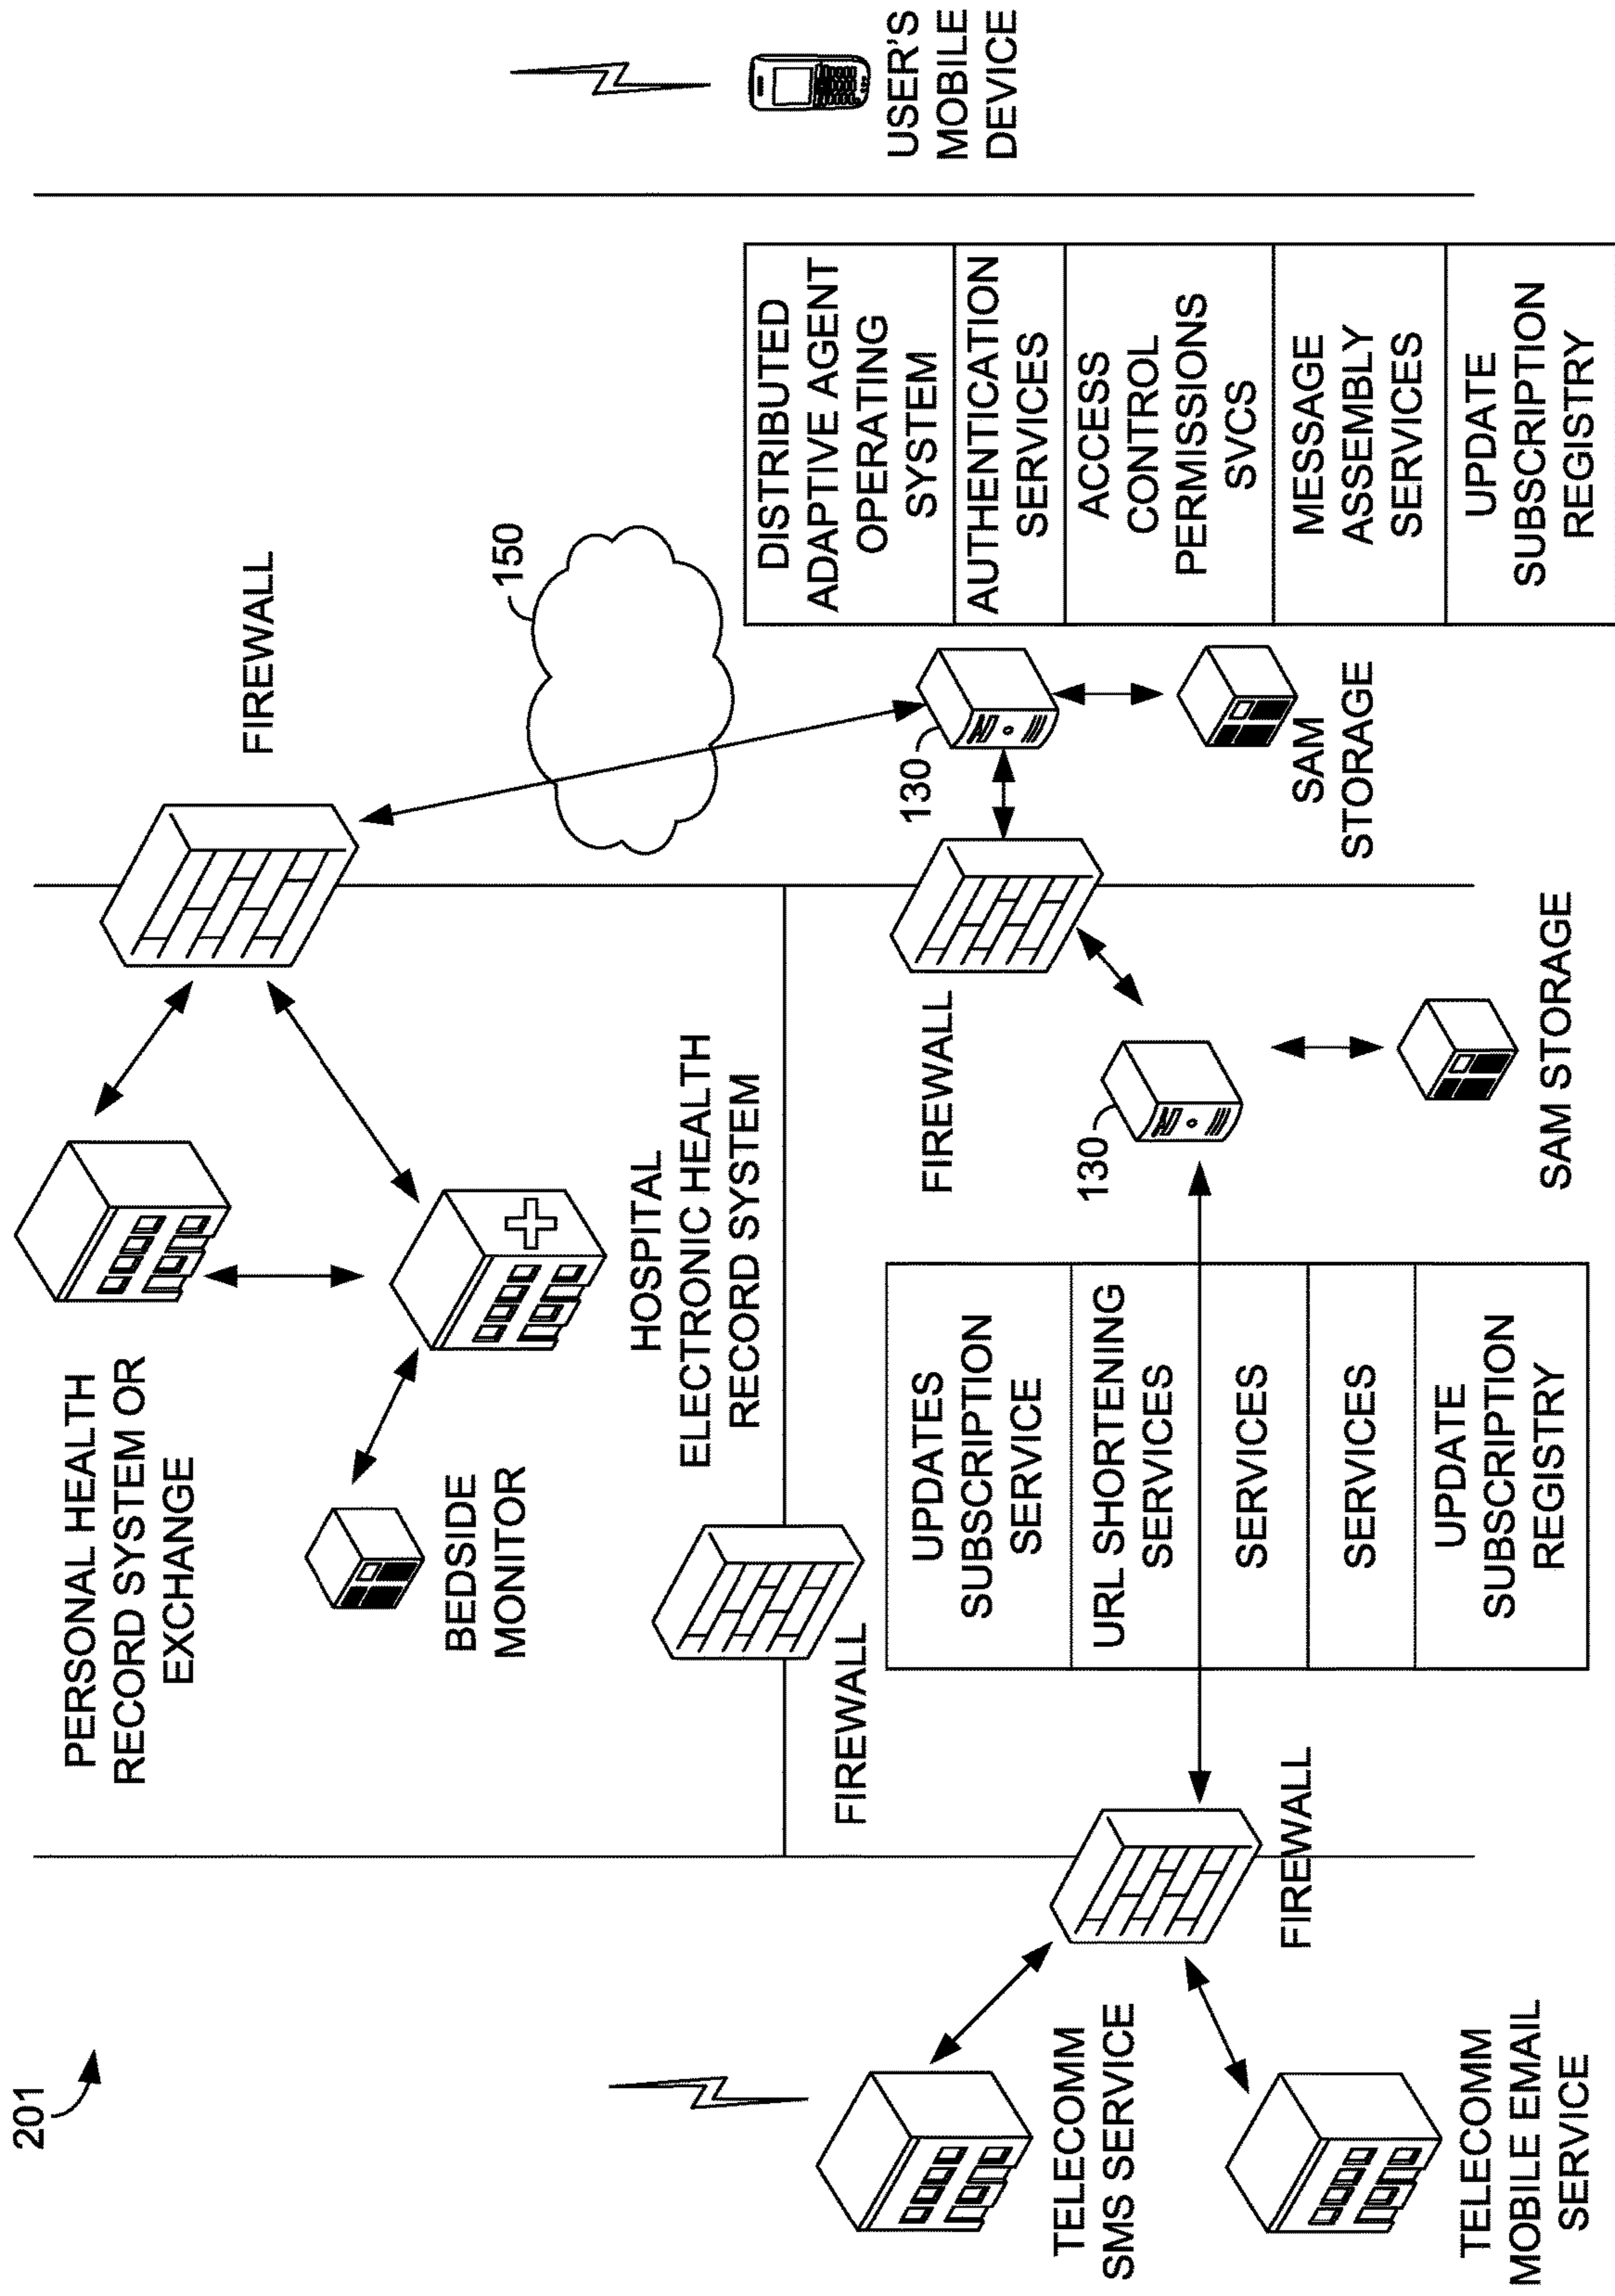 201
PERSONAL HEALTH
RECORD SYSTEM OR
EXCHANGE
BEDSIDE
MONITOR
HOSPITAL
ELECTRONIC HEALTH
RECORD SYSTEM
FIREWALL
150
FIREWALL
TELECOMM
SMS SERVICE
TELECOMM
MOBILE EMAIL
SERVICE
FIREWALL
UPDATES
SUBSCRIPTION
SERVICE
URL SHORTENING
SERVICES
SERVICES
SERVICES
UPDATE
SUBSCRIPTION
REGISTRY
FIREWALL
130
SAM STORAGE
130
SAM
STORAGE
DISTRIBUTED
ADAPTIVE AGENT
OPERATING
SYSTEM
AUTHENTICATION
SERVICES
ACCESS
CONTROL
PERMISSIONS
SVCS
MESSAGE
ASSEMBLY
SERVICES
UPDATE
SUBSCRIPTION
REGISTRY
USER'S
MOBILE
DEVICE